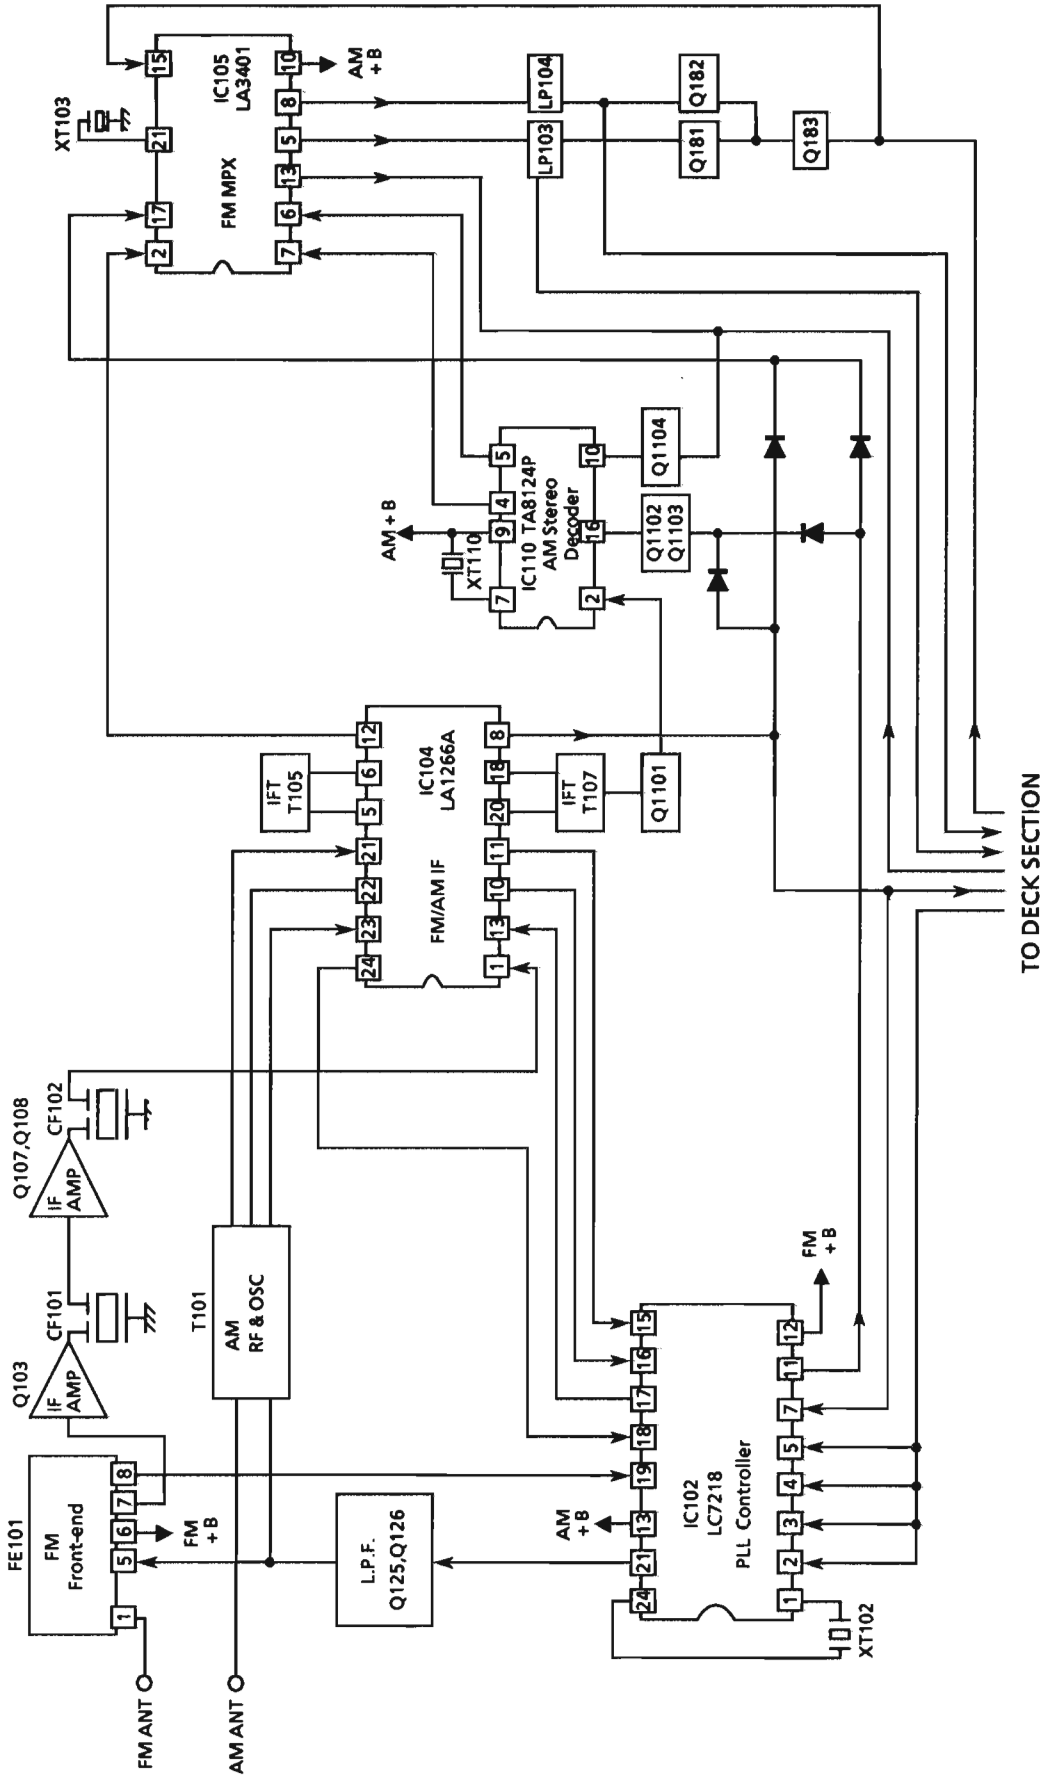 FE101
FM
Front-end
1
5
6
7
8
FM
+ B
FM ANT
AM ANT
Q103
IF
AMP
CF101
Q107,Q108
IF
AMP
CF102
T101
AM
RF & OSC
L.P.F.
Q125,Q126
IC102
LC7218
PLL Controller
24
21
13
19
18
17
16
15
1
2
3
4
5
7
11
12
AM
+ B
FM
+ B
XT102
IC104
LA1266A
FM/AM IF
24
23
22
21
5
6
12
1
13
10
11
20
18
8
IFT
T105
IFT
T107
Q1101
IC110 TA8124P
AM Stereo
Decoder
7
9
4
5
2
16
10
AM + B
XT110
Q1102
Q1103
Q1104
IC105
LA3401
FM MPX
2
17
21
15
7
6
13
5
8
10
XT103
AM
+ B
LP103
LP104
Q181
Q182
Q183
TO DECK SECTION